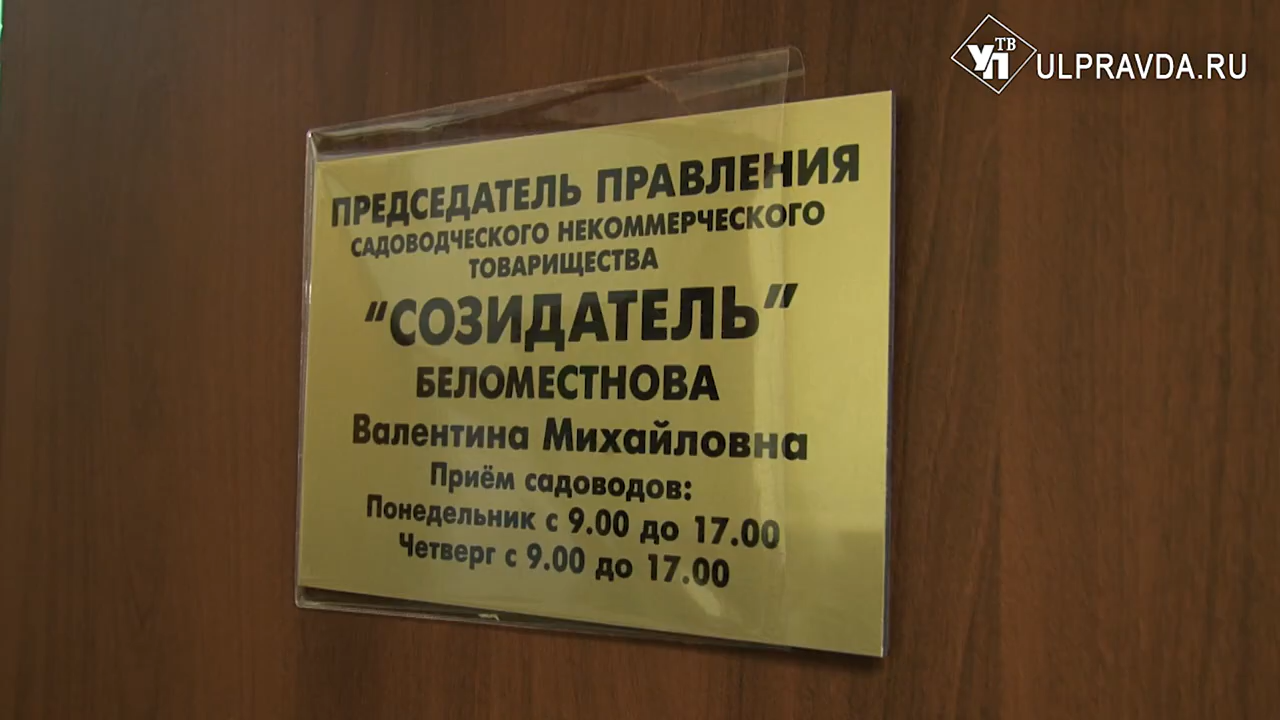 УП ТВ ULPRAVDA.RU
ПРЕДСЕДАТЕЛЬ ПРАВЛЕНИЯ
САДОВОДЧЕСКОГО НЕКОММЕРЧЕСКОГО
ТОВАРИЩЕСТВА
“СОЗИДАТЕЛЬ”
БЕЛОМЕСТНОВА
Валентина Михайловна
Приём садоводов:
Понедельник с 9.00 до 17.00
Четверг с 9.00 до 17.00